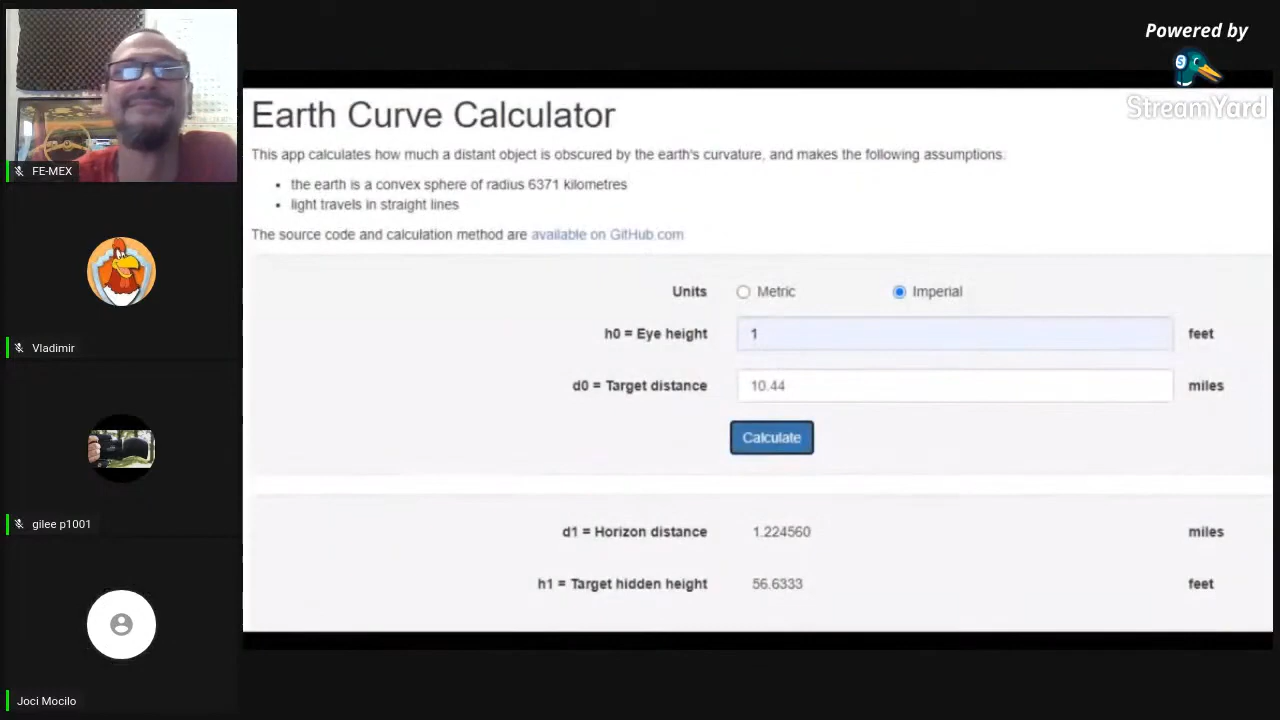 Powered by
StreamYard
FE-MEX
Vladimir
gilee p1001
Joci Mocilo
Earth Curve Calculator
This app calculates how much a distant object is obscured by the earth's curvature, and makes the following assumptions.
• the earth is a convex sphere of radius 6371 kilometres
• light travels in straight lines
The source code and calculation method are available on GitHub.com
Units Metric Imperial
h0 = Eye height 1 feet
d0 = Target distance 10.44 miles
Calculate
d1 = Horizon distance 1.224560 miles
h1 = Target hidden height 56.6333 feet